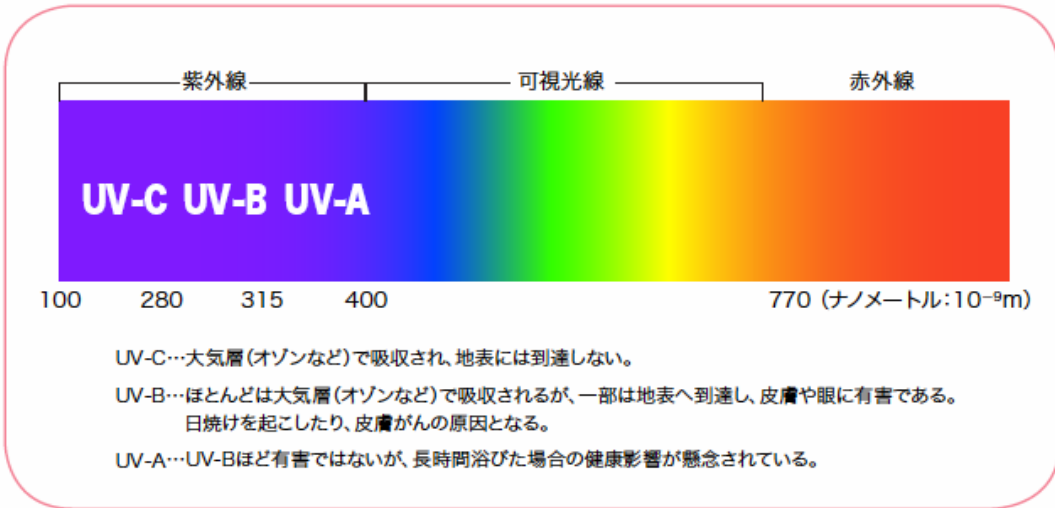 紫外線 可視光線 赤外線
UV-C UV-B UV-A
100 280 315 400 770（ナノメートル：10⁻⁹m）
UV-C…大気層（オゾンなど）で吸収され、地表には到達しない。
UV-B…ほとんどは大気層（オゾンなど）で吸収されるが、一部は地表へ到達し、皮膚や眼に有害である。
日焼けを起こしたり、皮膚がんの原因となる。
UV-A…UV-Bほど有害ではないが、長時間浴びた場合の健康影響が懸念されている。